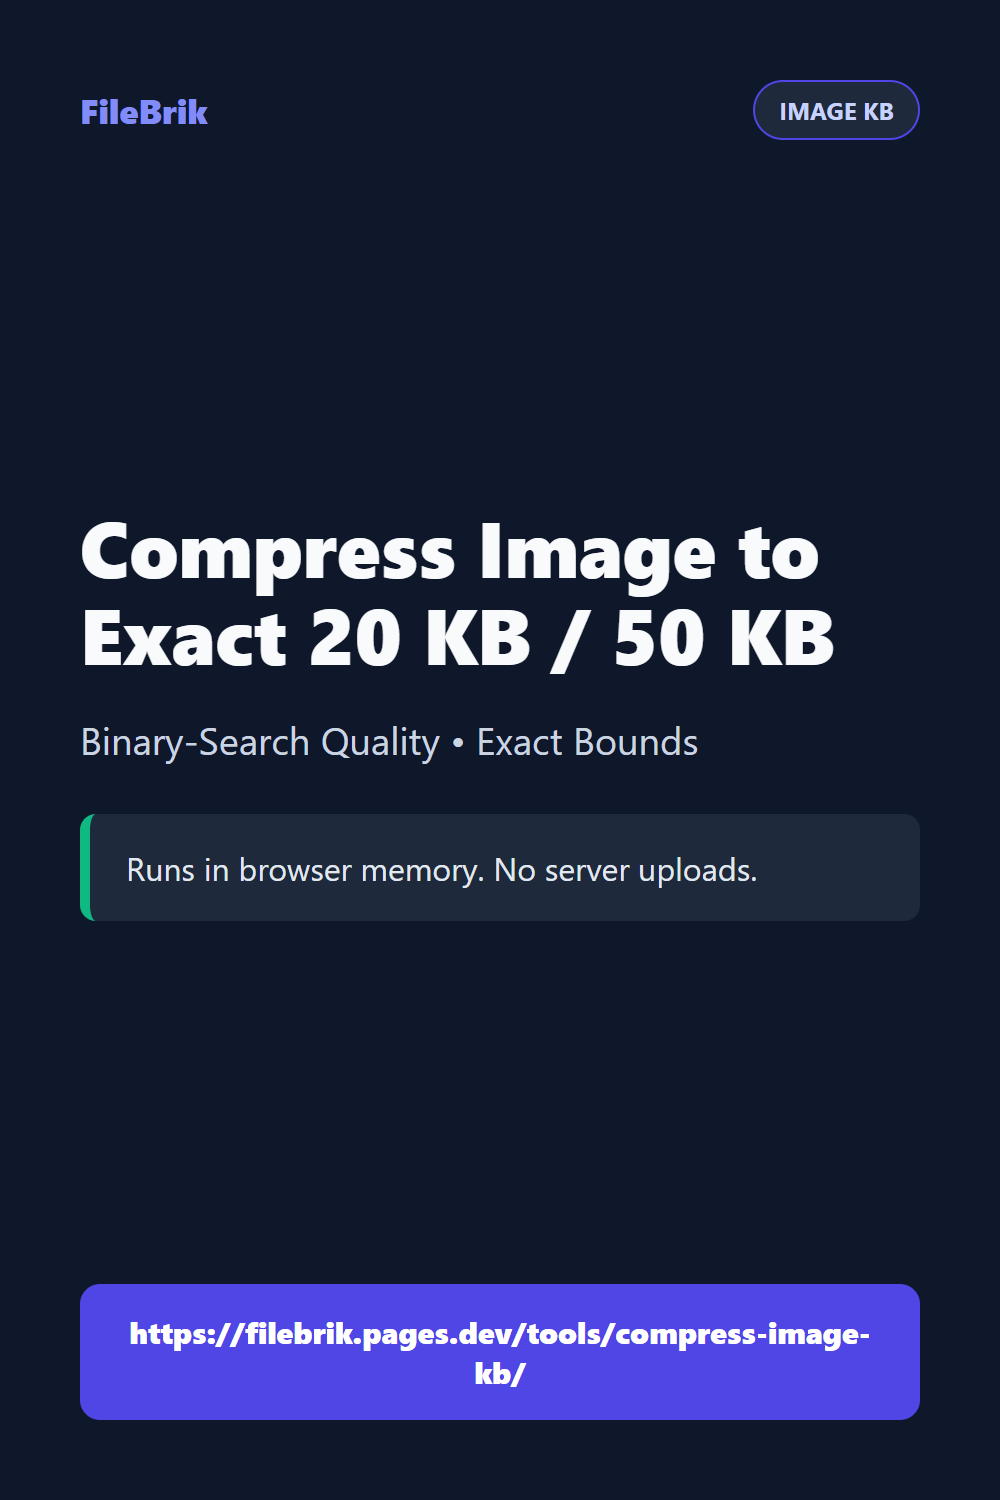 FileBrik
IMAGE KB
Compress Image to
Exact 20 KB / 50 KB
Binary-Search Quality • Exact Bounds
Runs in browser memory. No server uploads.
https://filebrik.pages.dev/tools/compress-image-
kb/